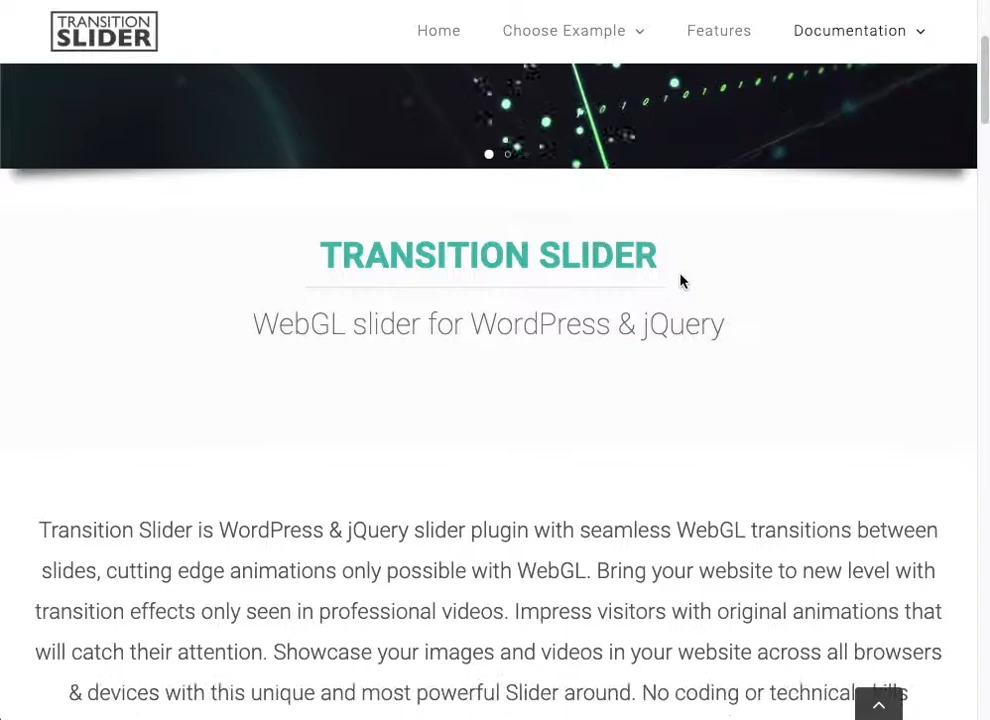 TRANSITION
SLIDER
Home Choose Example Features Documentation
TRANSITION SLIDER
WebGL slider for WordPress & jQuery
Transition Slider is WordPress & jQuery slider plugin with seamless WebGL transitions between
slides, cutting edge animations only possible with WebGL. Bring your website to new level with
transition effects only seen in professional videos. Impress visitors with original animations that
will catch their attention. Showcase your images and videos in your website across all browsers
& devices with this unique and most powerful Slider around. No coding or technical